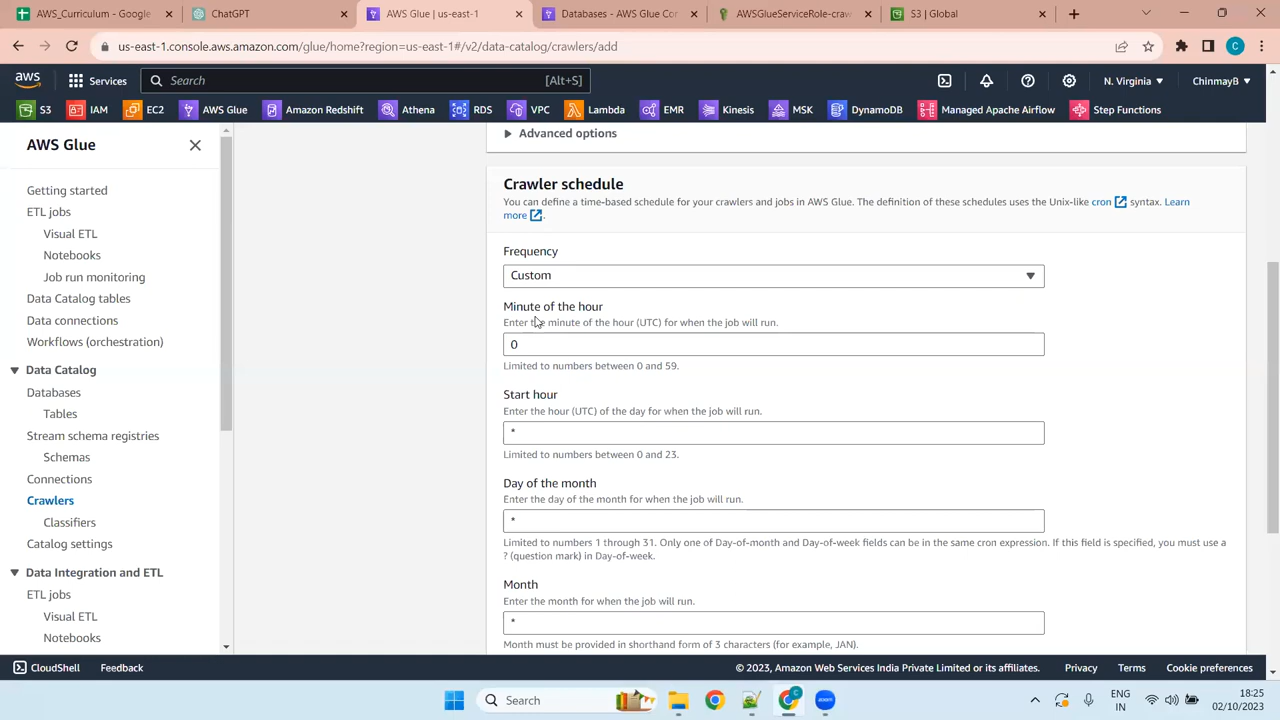 AWS_Curriculum - Google
ChatGPT
AWS Glue | us-east-1
Databases - AWS Glue Con
AWSGlueServiceRole-craw
S3 | Global
us-east-1.console.aws.amazon.com/glue/home?region=us-east-1#/v2/data-catalog/crawlers/add
C
aws
Services
Search
[Alt+S]
N. Virginia
ChinmayB
S3
IAM
EC2
AWS Glue
Amazon Redshift
Athena
RDS
VPC
Lambda
EMR
Kinesis
MSK
DynamoDB
Managed Apache Airflow
Step Functions
AWS Glue
Getting started
ETL jobs
Visual ETL
Notebooks
Job run monitoring
Data Catalog tables
Data connections
Workflows (orchestration)
Data Catalog
Databases
Tables
Stream schema registries
Schemas
Connections
Crawlers
Classifiers
Catalog settings
Data Integration and ETL
ETL jobs
Visual ETL
Notebooks
Advanced options
Crawler schedule
You can define a time-based schedule for your crawlers and jobs in AWS Glue. The definition of these schedules uses the Unix-like cron syntax. Learn
more .
Frequency
Custom
Minute of the hour
Enter the minute of the hour (UTC) for when the job will run.
0
Limited to numbers between 0 and 59.
Start hour
Enter the hour (UTC) of the day for when the job will run.
*
Limited to numbers between 0 and 23.
Day of the month
Enter the day of the month for when the job will run.
*
Limited to numbers 1 through 31. Only one of Day-of-month and Day-of-week fields can be in the same cron expression. If this field is specified, you must use a
? (question mark) in Day-of-week.
Month
Enter the month for when the job will run.
*
Month must be provided in shorthand form of 3 characters (for example, JAN).
CloudShell
Feedback
© 2023, Amazon Web Services India Private Limited or its affiliates.
Privacy
Terms
Cookie preferences
Search
zoom
ENG
IN
18:25
02/10/2023